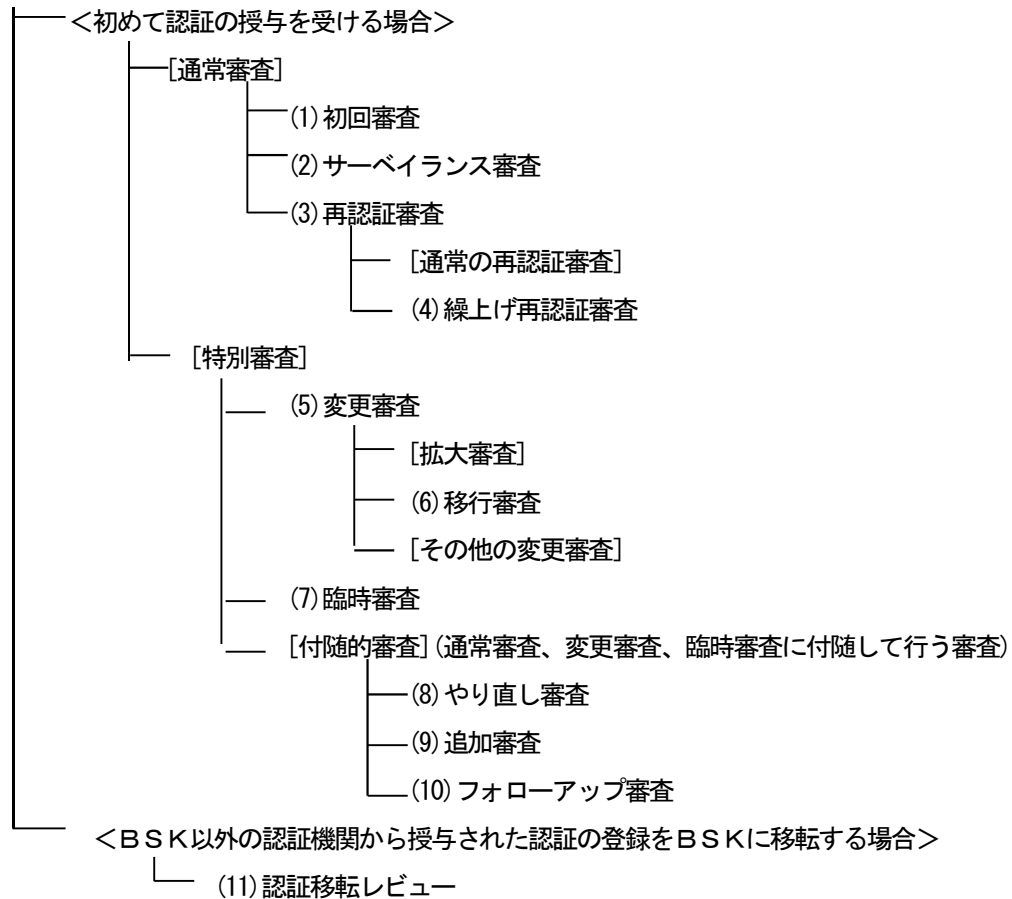 ＜初めて認証の授与を受ける場合＞
[通常審査]
(1)初回審査
(2)サーベイランス審査
(3)再認証審査
[通常の再認証審査]
(4)繰上げ再認証審査
[特別審査]
(5)変更審査
[拡大審査]
(6)移行審査
[その他の変更審査]
(7)臨時審査
[付随的審査](通常審査、変更審査、臨時審査に付随して行う審査)
(8)やり直し審査
(9)追加審査
(10)フォローアップ審査
＜ＢＳＫ以外の認証機関から授与された認証の登録をＢＳＫに移転する場合＞
(11)認証移転レビュー